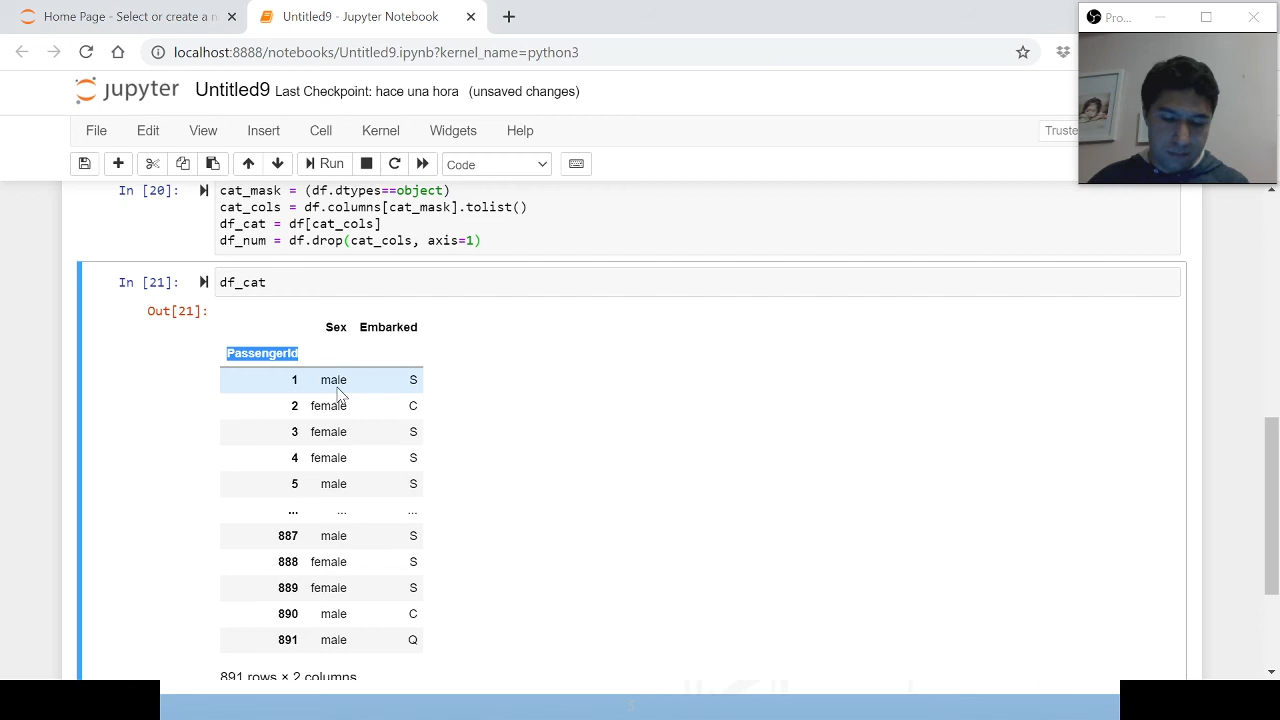 Home Page - Select or create a n
Untitled9 - Jupyter Notebook
Pro...
localhost:8888/notebooks/Untitled9.ipynb?kernel_name=python3
jupyter Untitled9 Last Checkpoint: hace una hora (unsaved changes)
File Edit View Insert Cell Kernel Widgets Help Truste
Run Code
In [20]: cat_mask = (df.dtypes==object)
cat_cols = df.columns[cat_mask].tolist()
df_cat = df[cat_cols]
df_num = df.drop(cat_cols, axis=1)
In [21]: df_cat
Out[21]:
Sex Embarked
PassengerId
1 male S
2 female C
3 female S
4 female S
5 male S
... ... ...
887 male S
888 female S
889 female S
890 male C
891 male Q
891 rows × 2 columns